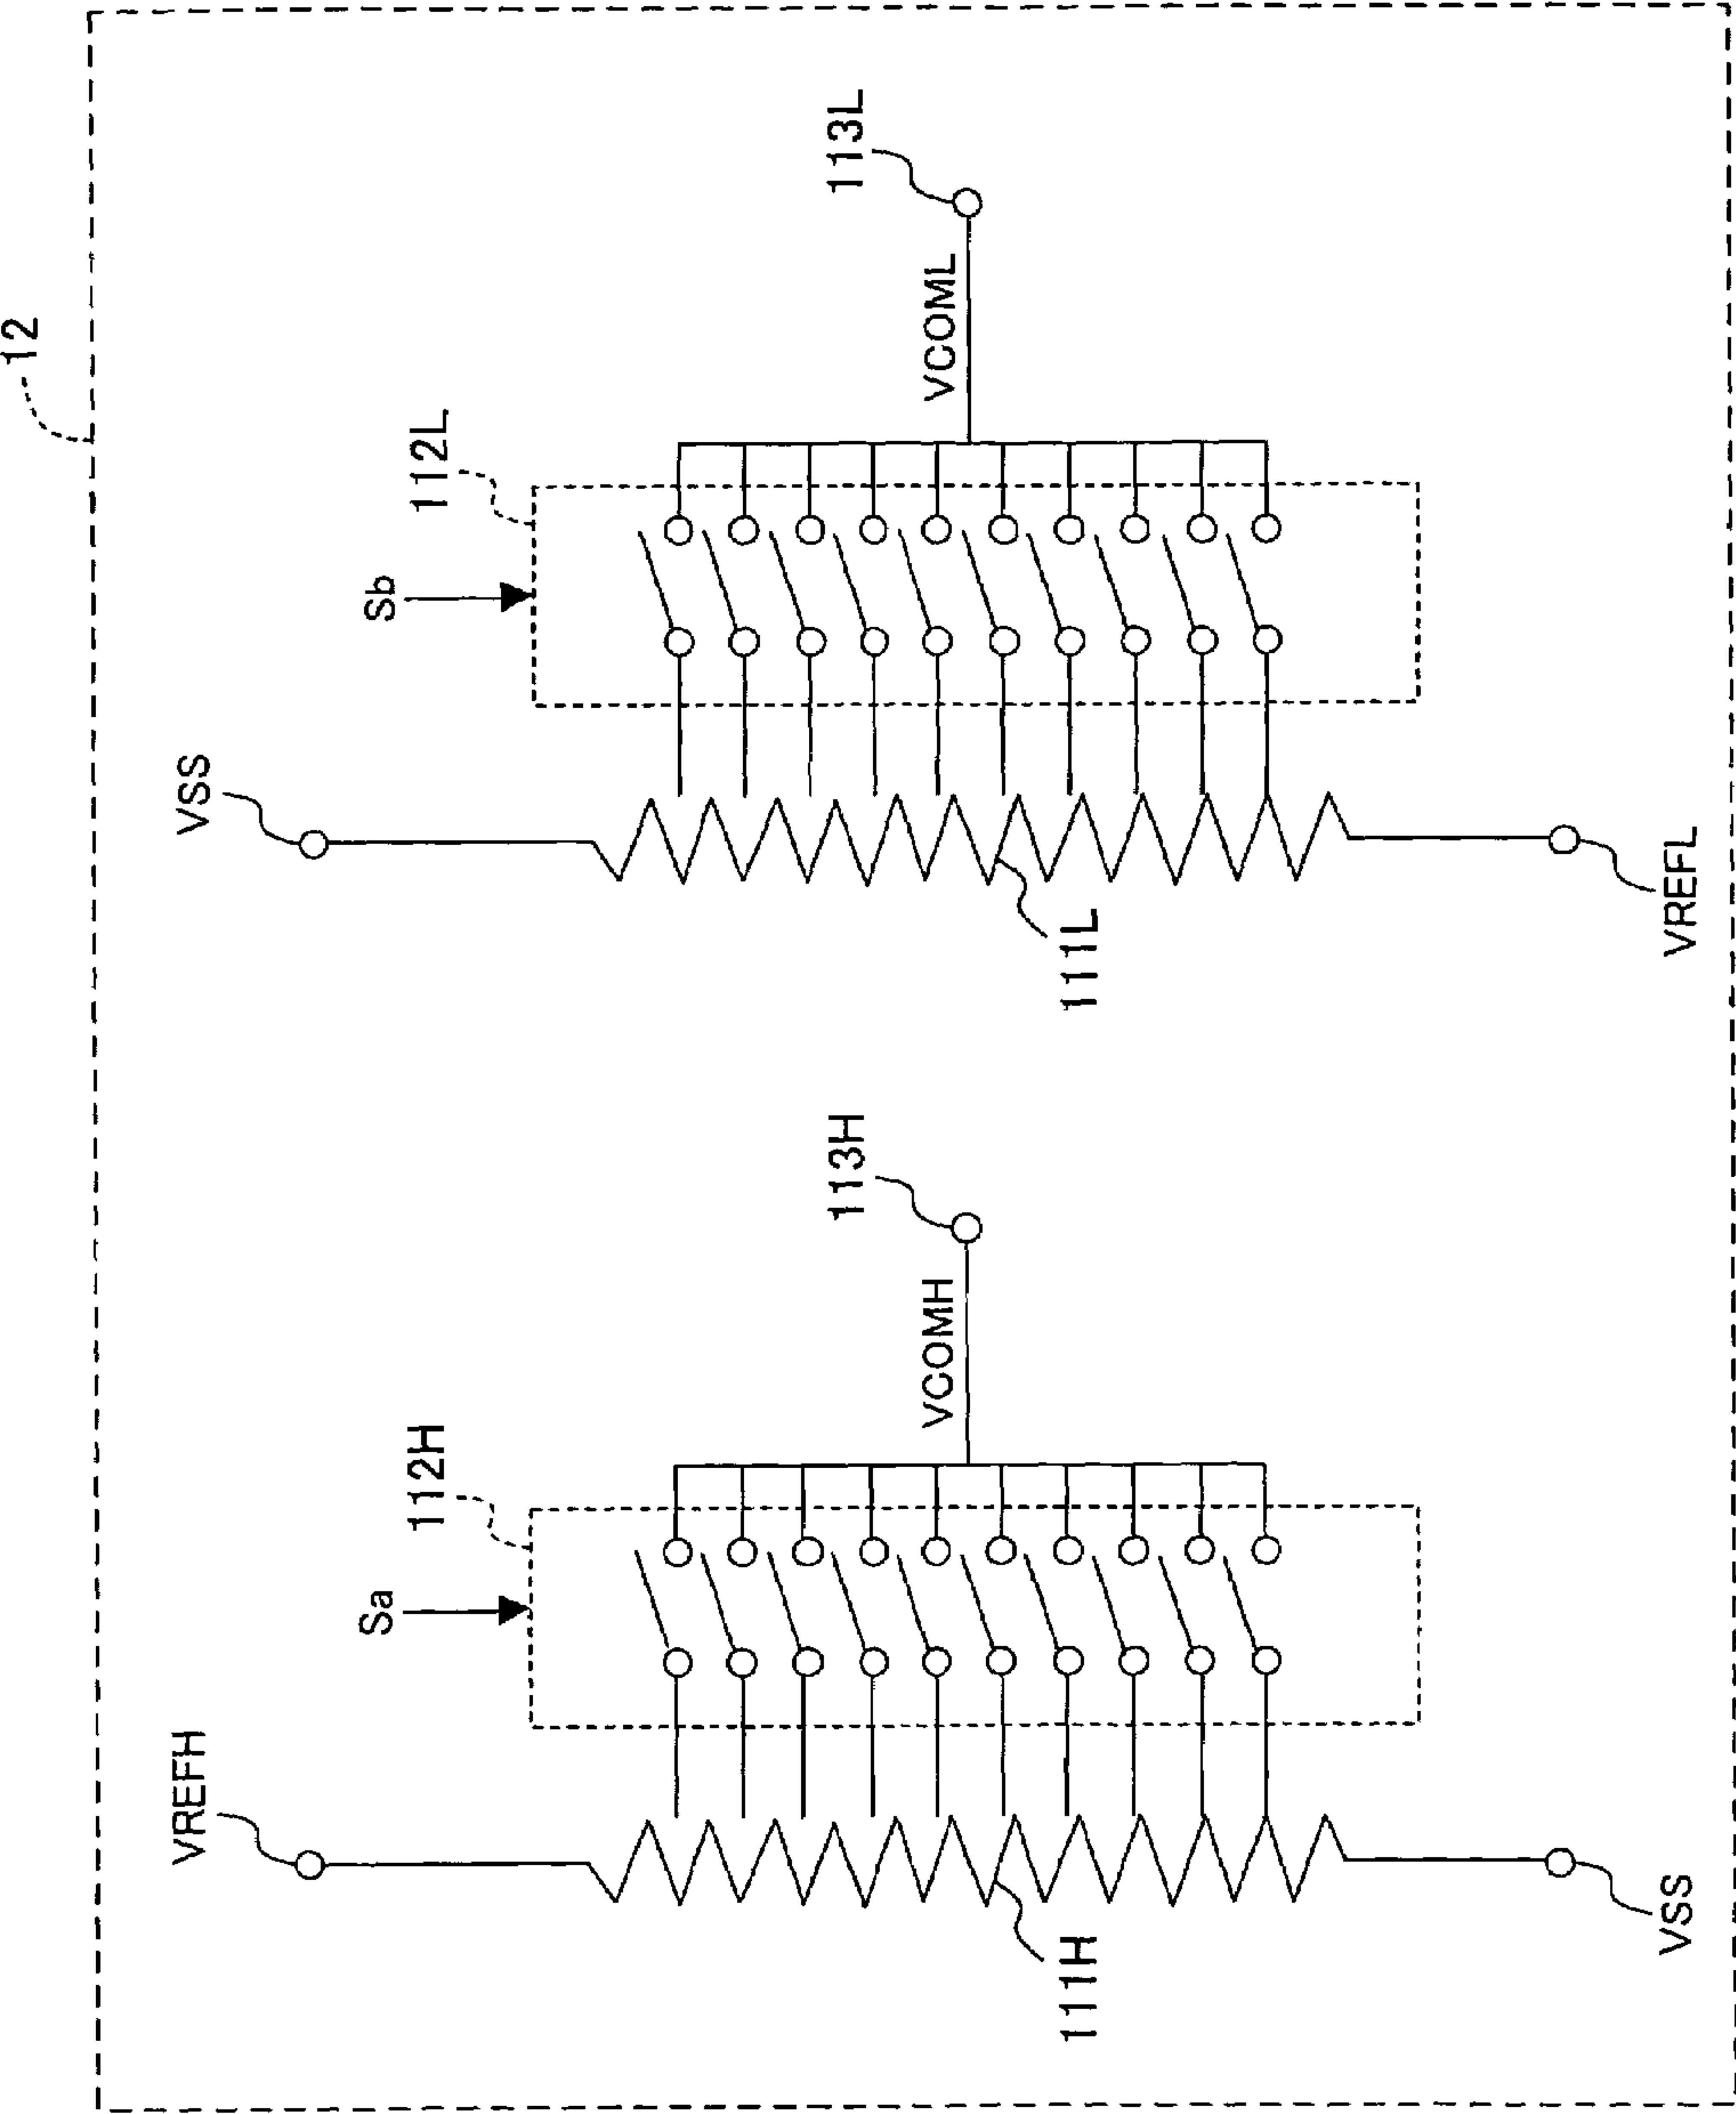 12
VREFH
Sa
112H
VCOMH
113H
111H
VSS
VSS
Sb
112L
VCOML
113L
111L
VREFL